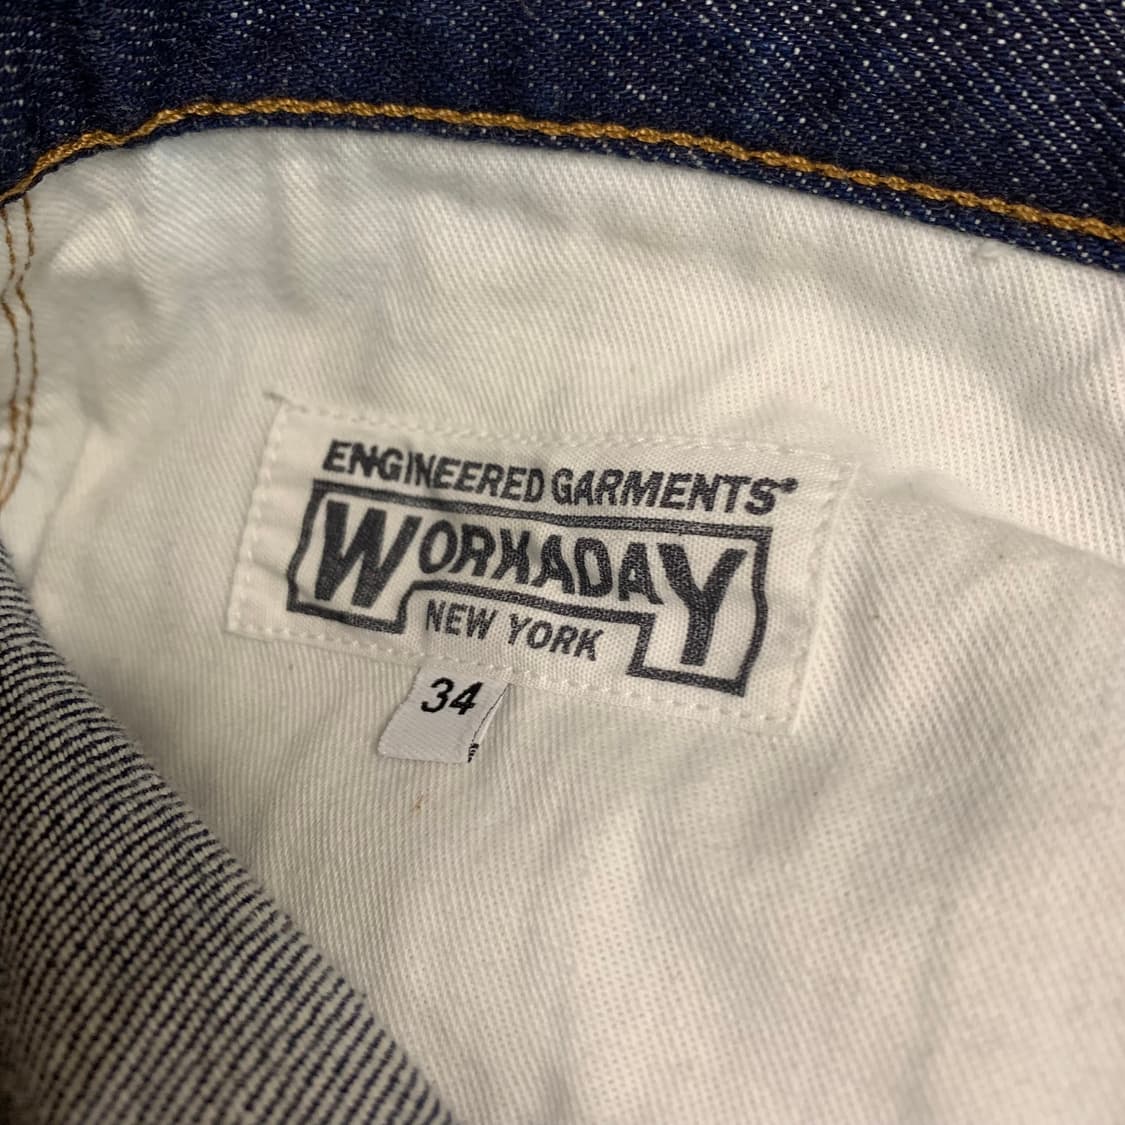 ENGINEERED GARMENTS
WORKADAY
NEW YORK
34